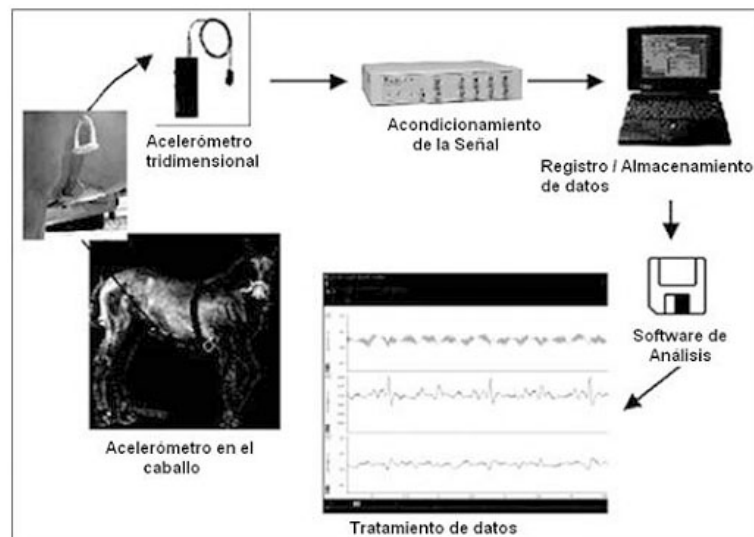 Acelerómetro
tridimensional
Acondicionamiento
de la Señal
Registro / Almacenamiento
de datos
Software de
Análisis
Tratamiento de datos
Acelerómetro en el
caballo